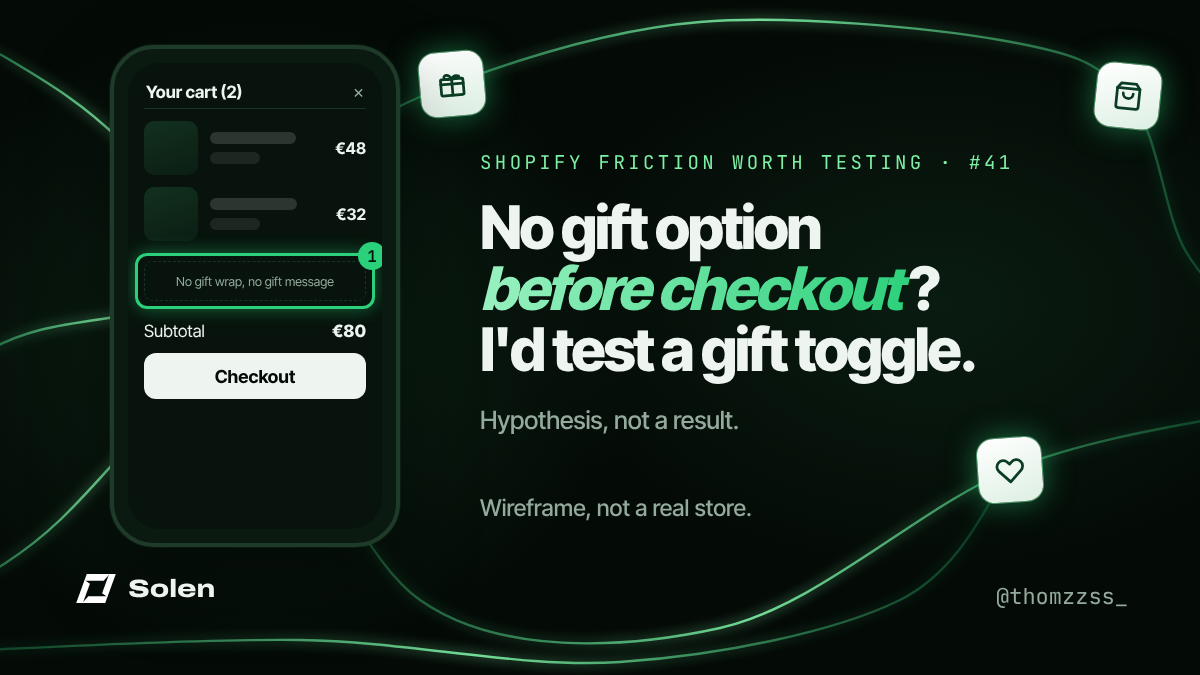 Your cart (2) ×
€48
€32
1
No gift wrap, no gift message
Subtotal €80
Checkout
SHOPIFY FRICTION WORTH TESTING · #41
No gift option
before checkout?
I'd test a gift toggle.
Hypothesis, not a result.
Wireframe, not a real store.
Solen
@thomzzss_